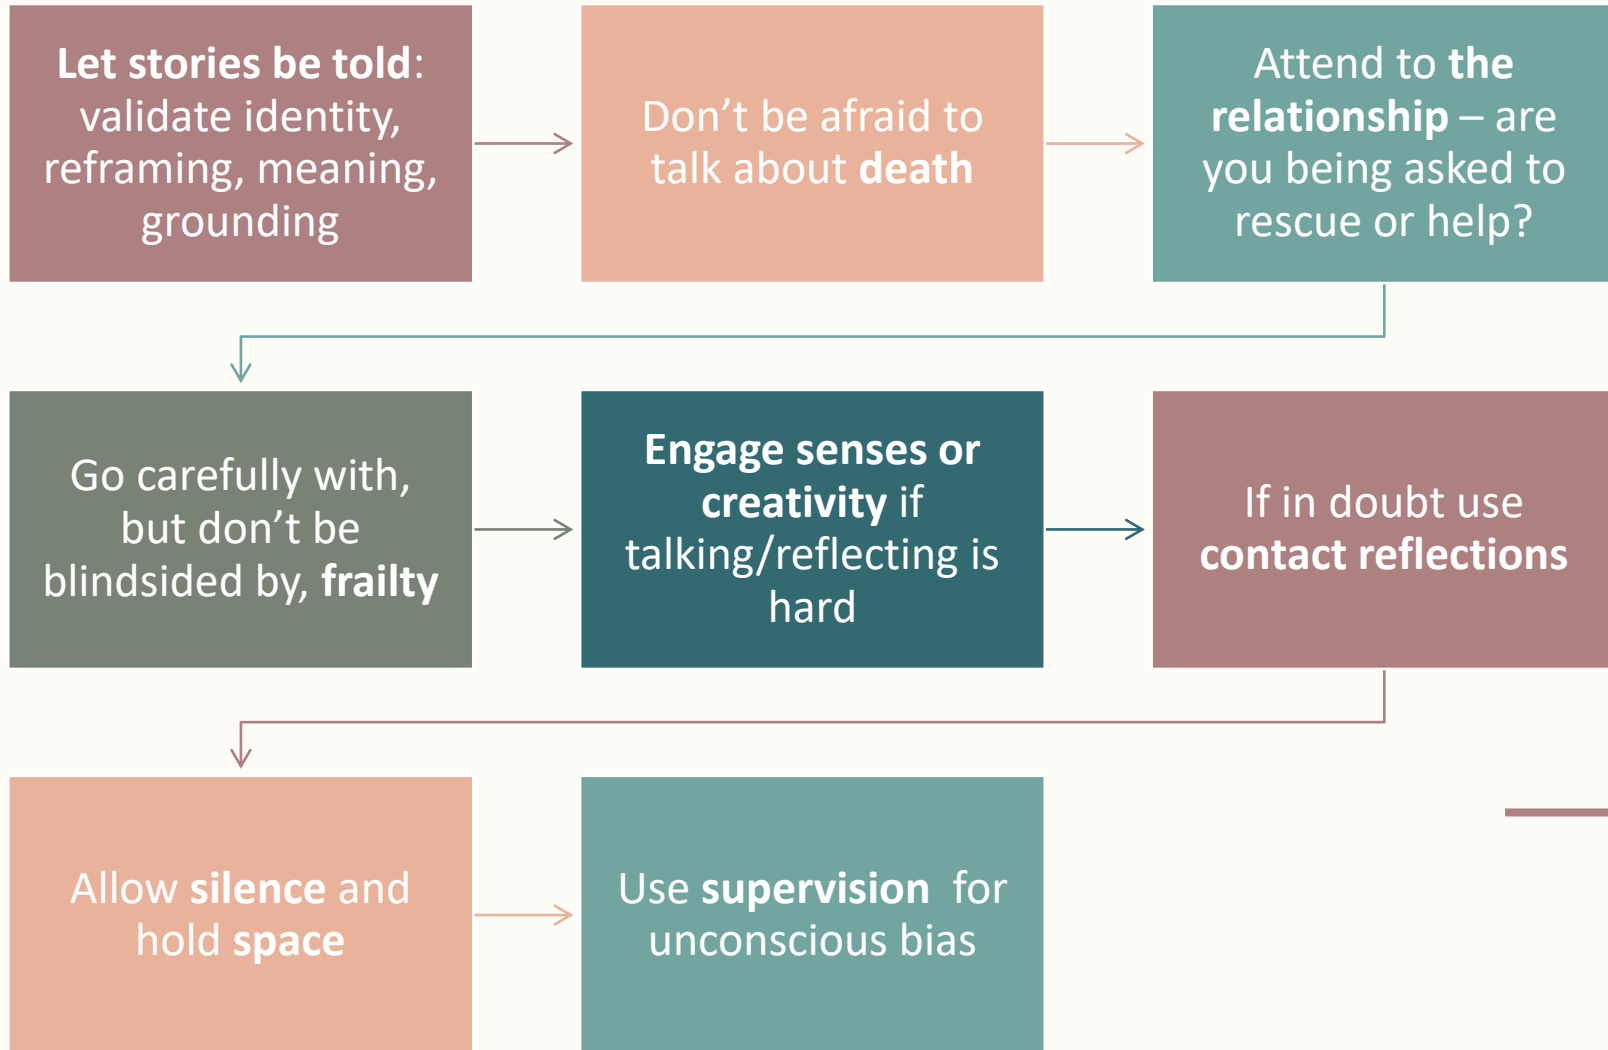 Let stories be told:
validate identity,
reframing, meaning,
grounding
Don’t be afraid to
talk about death
Attend to the
relationship – are
you being asked to
rescue or help?
Go carefully with,
but don’t be
blindsided by, frailty
Engage senses or
creativity if
talking/reflecting is
hard
If in doubt use
contact reflections
Allow silence and
hold space
Use supervision  for
unconscious bias